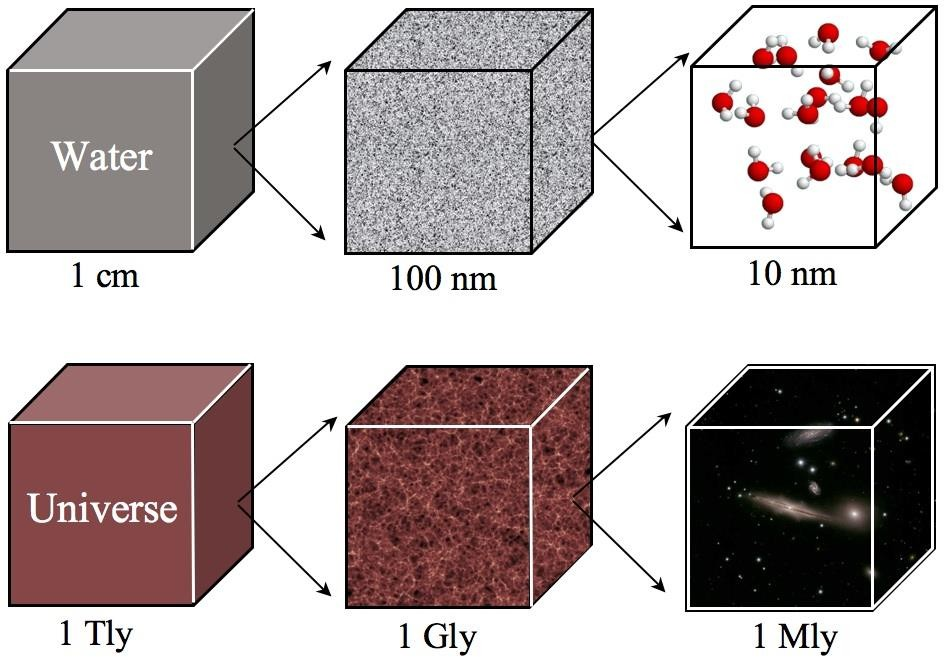 Water
1 cm
100 nm
10 nm
Universe
1 Tly
1 Gly
1 Mly